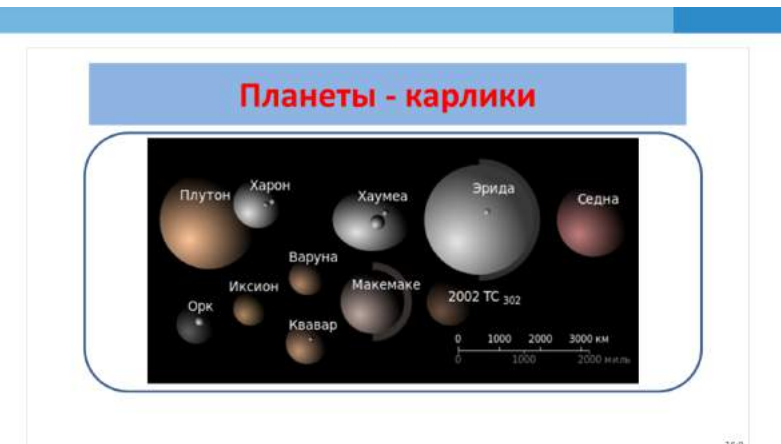 Планеты - карлики
Плутон
Харон
Хаумеа
Эрида
Седна
Варуна
Иксион
Макемаке
2002 TC 302
Орк
Квавар
0 1000 2000 3000 км
0 1000 2000 миль